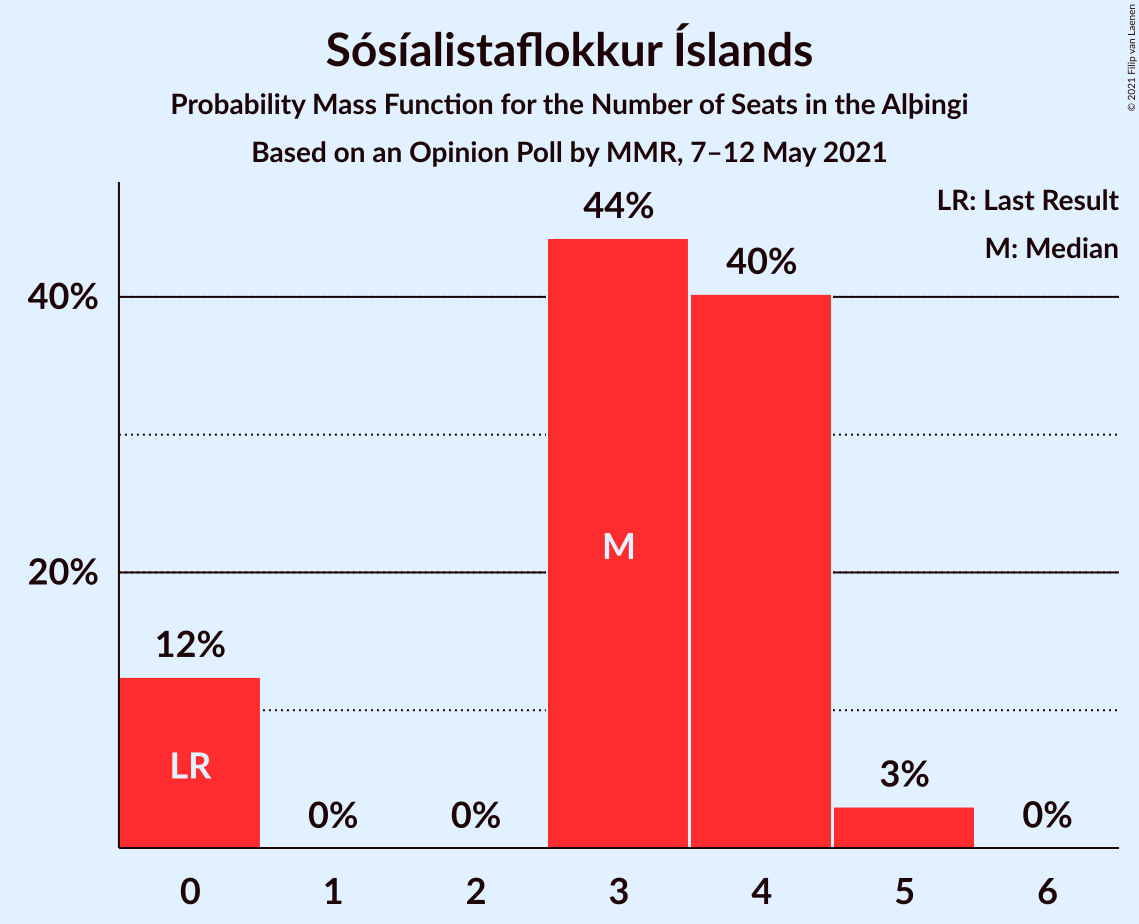 Sósíalistaflokkur Íslands
Probability Mass Function for the Number of Seats in the Alþingi
Based on an Opinion Poll by MMR, 7–12 May 2021
© 2021 Filip van Laenen
LR: Last Result
M: Median
44%
40%
40%
M
20%
12%
LR
0%
0%
3%
0%
0
1
2
3
4
5
6